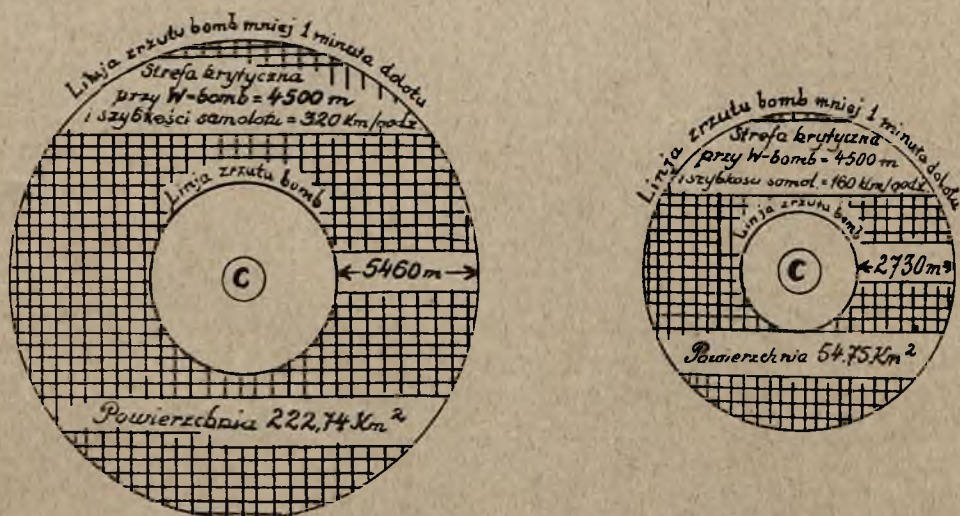 Linja zrzutu bomb mniej 1 minuta dolotu
Strefa krytyczna
przy W-bomb = 4500 m
i szybkości samolotu = 320 Km/godz
Linja zrzutu bomb
C
5460 m
Powierzchnia 222,74 Km²
Linja zrzutu bomb mniej 1 minuta dolotu
Strefa krytyczna
przy W-bomb = 4500 m
i szybkości samol. = 160 Klm/godz.
Linja zrzutu bomb
C
2730 m
Powierzchnia 54.75 Km²